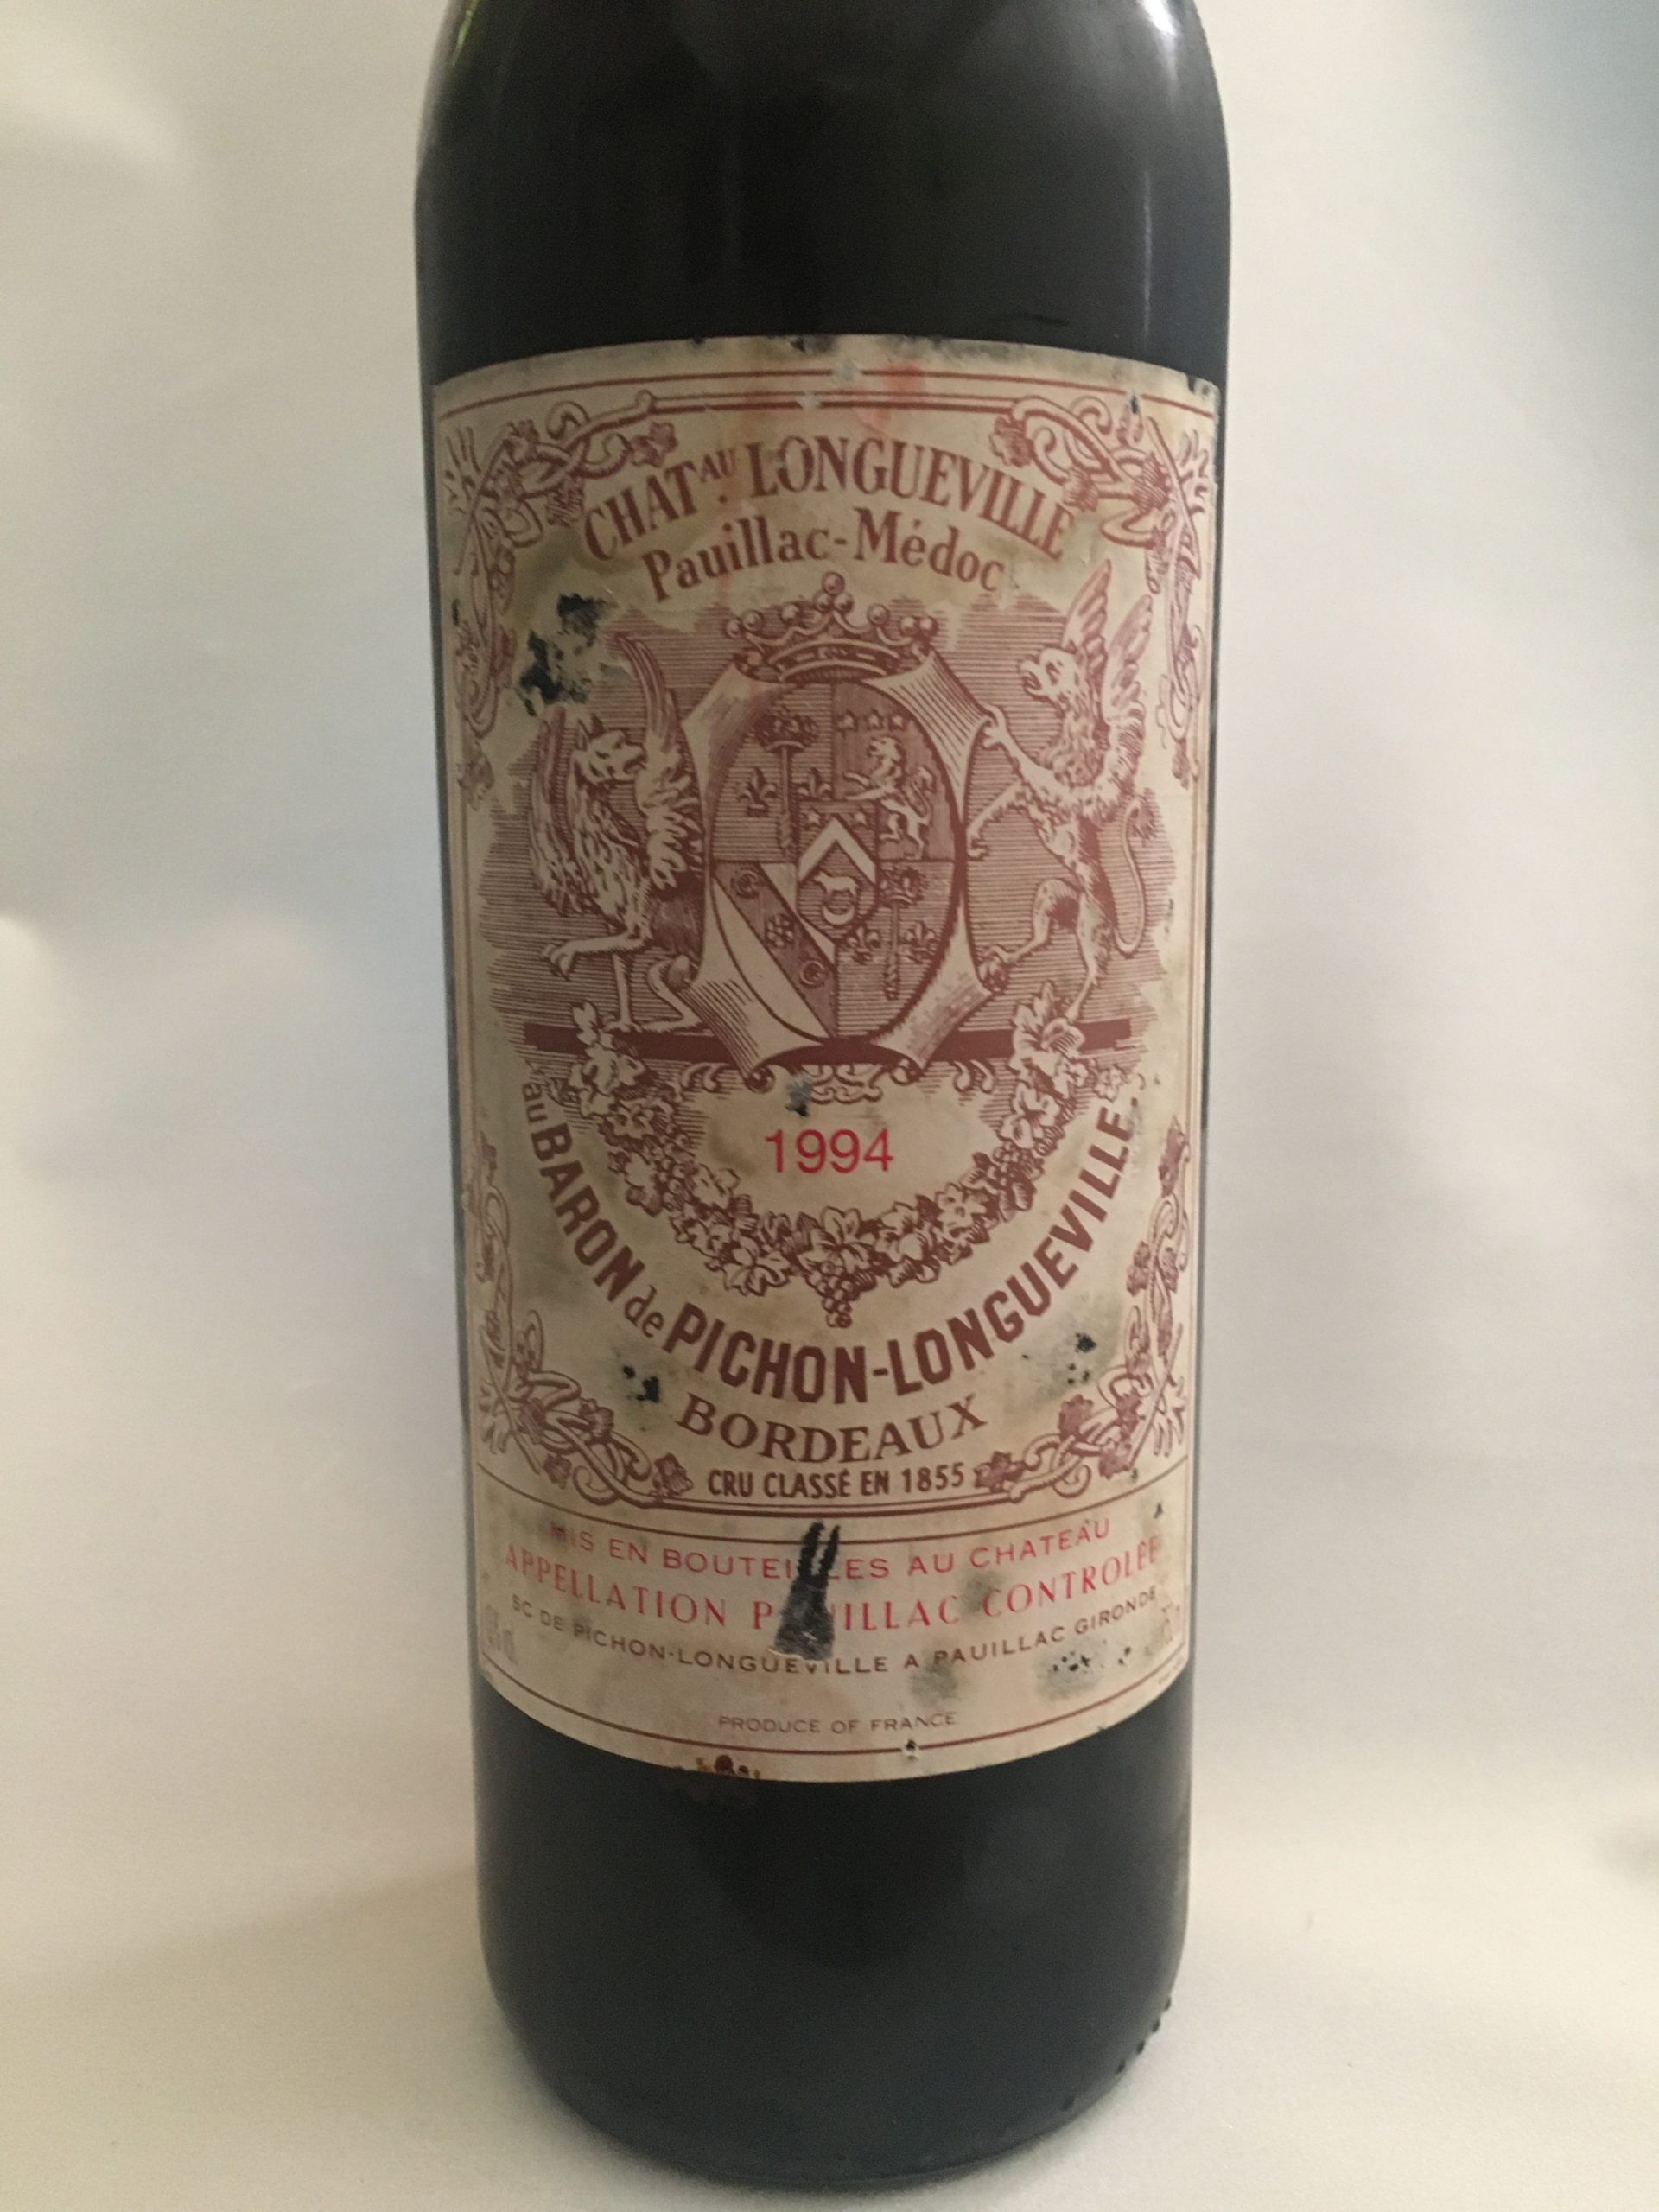 CHATAU. LONGUEVILLE
Pauillac-Médoc
1994
au BARON de PICHON-LONGUEVILLE.
BORDEAUX
CRU CLASSÉ EN 1855
MIS EN BOUTEILLES AU CHATEAU
APPELLATION PAUILLAC CONTROLÉE
SC DE PICHON-LONGUEVILLE A PAUILLAC GIRONDE
PRODUCE OF FRANCE